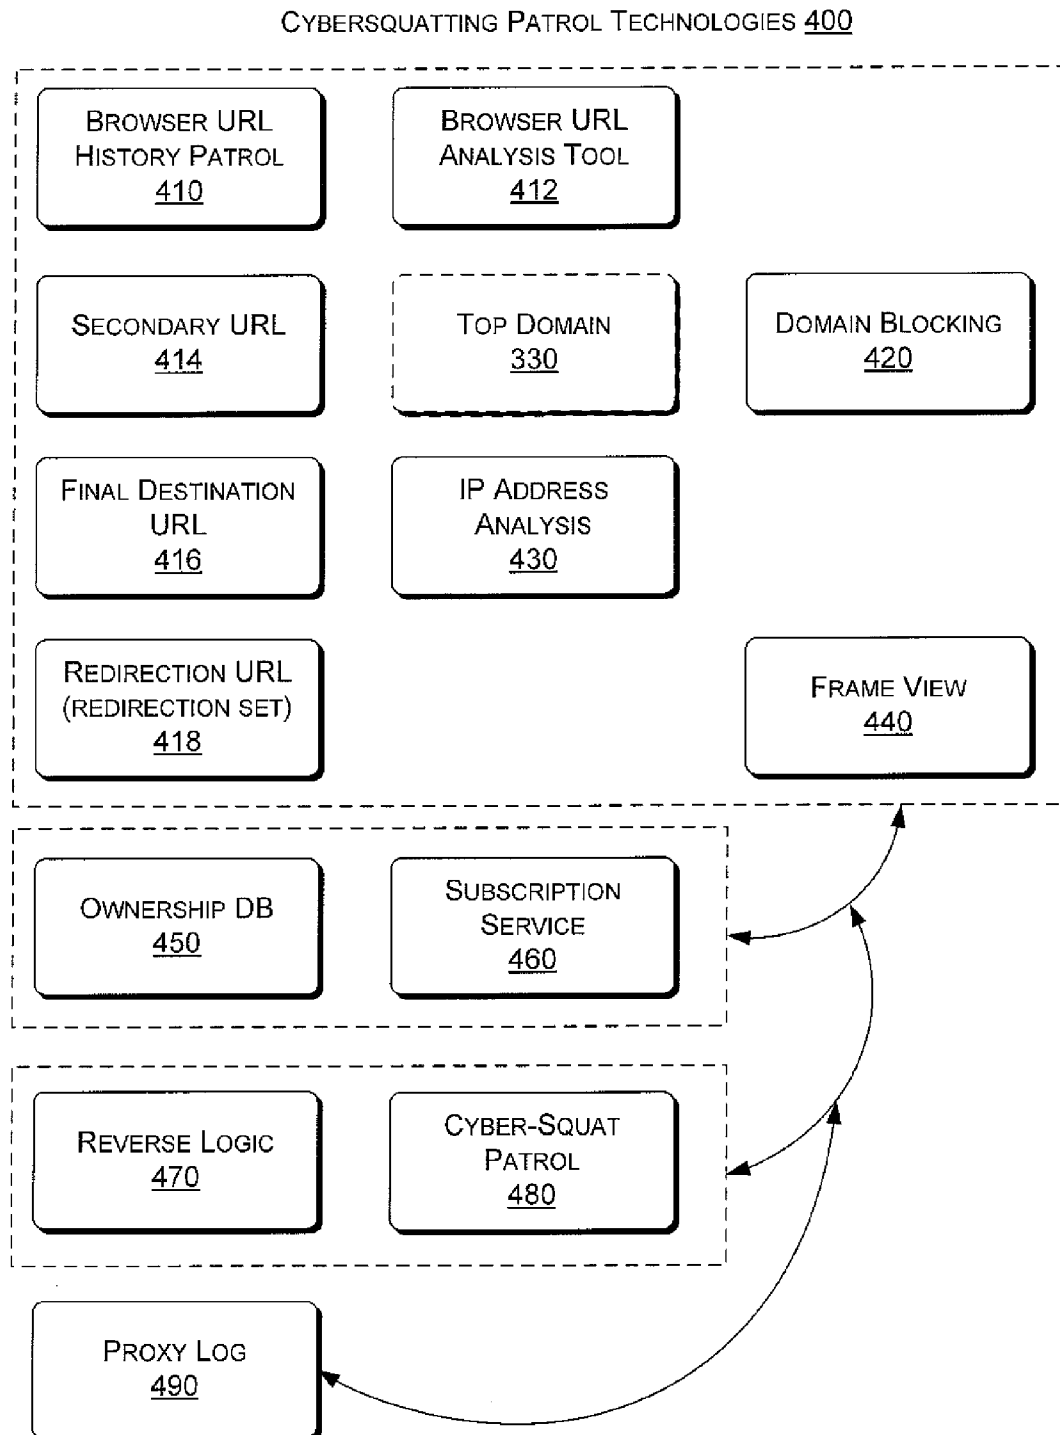 CYBERSQUATTING PATROL TECHNOLOGIES 400
BROWSER URL
HISTORY PATROL
410
BROWSER URL
ANALYSIS TOOL
412
SECONDARY URL
414
TOP DOMAIN
330
DOMAIN BLOCKING
420
FINAL DESTINATION
URL
416
IP ADDRESS
ANALYSIS
430
REDIRECTION URL
(REDIRECTION SET)
418
FRAME VIEW
440
OWNERSHIP DB
450
SUBSCRIPTION
SERVICE
460
REVERSE LOGIC
470
CYBER-SQUAT
PATROL
480
PROXY LOG
490